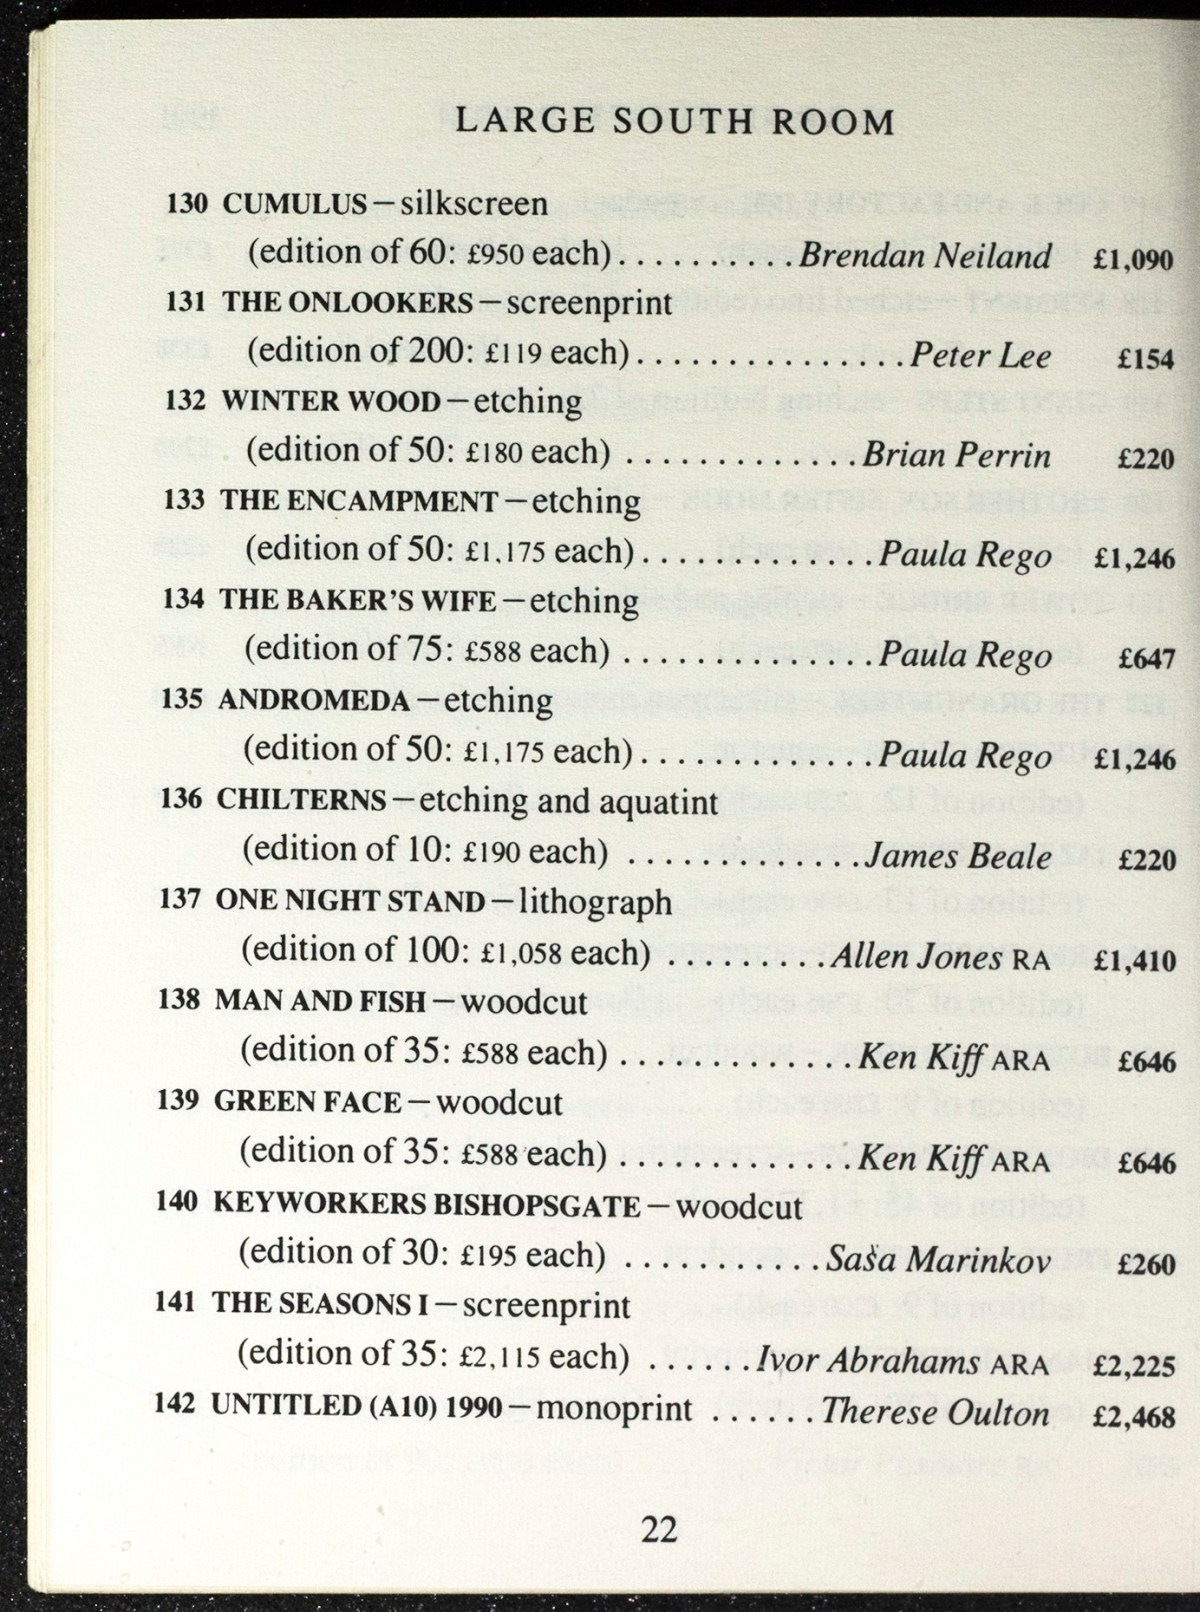 LARGE SOUTH ROOM
130 CUMULUS—silkscreen
(edition of 60: £950 each). . . . . . . . . . Brendan Neiland £1,090
131 THE ONLOOKERS—screenprint
(edition of 200: £119 each). . . . . . . . . . . . . . . Peter Lee £154
132 WINTER WOOD—etching
(edition of 50: £180 each) . . . . . . . . . . . . . Brian Perrin £220
133 THE ENCAMPMENT—etching
(edition of 50: £1,175 each). . . . . . . . . . . . . Paula Rego £1,246
134 THE BAKER'S WIFE—etching
(edition of 75: £588 each) . . . . . . . . . . . . . . Paula Rego £647
135 ANDROMEDA—etching
(edition of 50: £1,175 each). . . . . . . . . . . . . Paula Rego £1,246
136 CHILTERNS—etching and aquatint
(edition of 10: £190 each) . . . . . . . . . . . . . James Beale £220
137 ONE NIGHT STAND—lithograph
(edition of 100: £1,058 each) . . . . . . . . . Allen Jones RA £1,410
138 MAN AND FISH—woodcut
(edition of 35: £588 each) . . . . . . . . . . . . . Ken Kiff ARA £646
139 GREEN FACE—woodcut
(edition of 35: £588 each) . . . . . . . . . . . . . Ken Kiff ARA £646
140 KEYWORKERS BISHOPSGATE—woodcut
(edition of 30: £195 each) . . . . . . . . . . . Saša Marinkov £260
141 THE SEASONS I—screenprint
(edition of 35: £2,115 each) . . . . . . Ivor Abrahams ARA £2,225
142 UNTITLED (A10) 1990—monoprint . . . . . . Therese Oulton £2,468
22